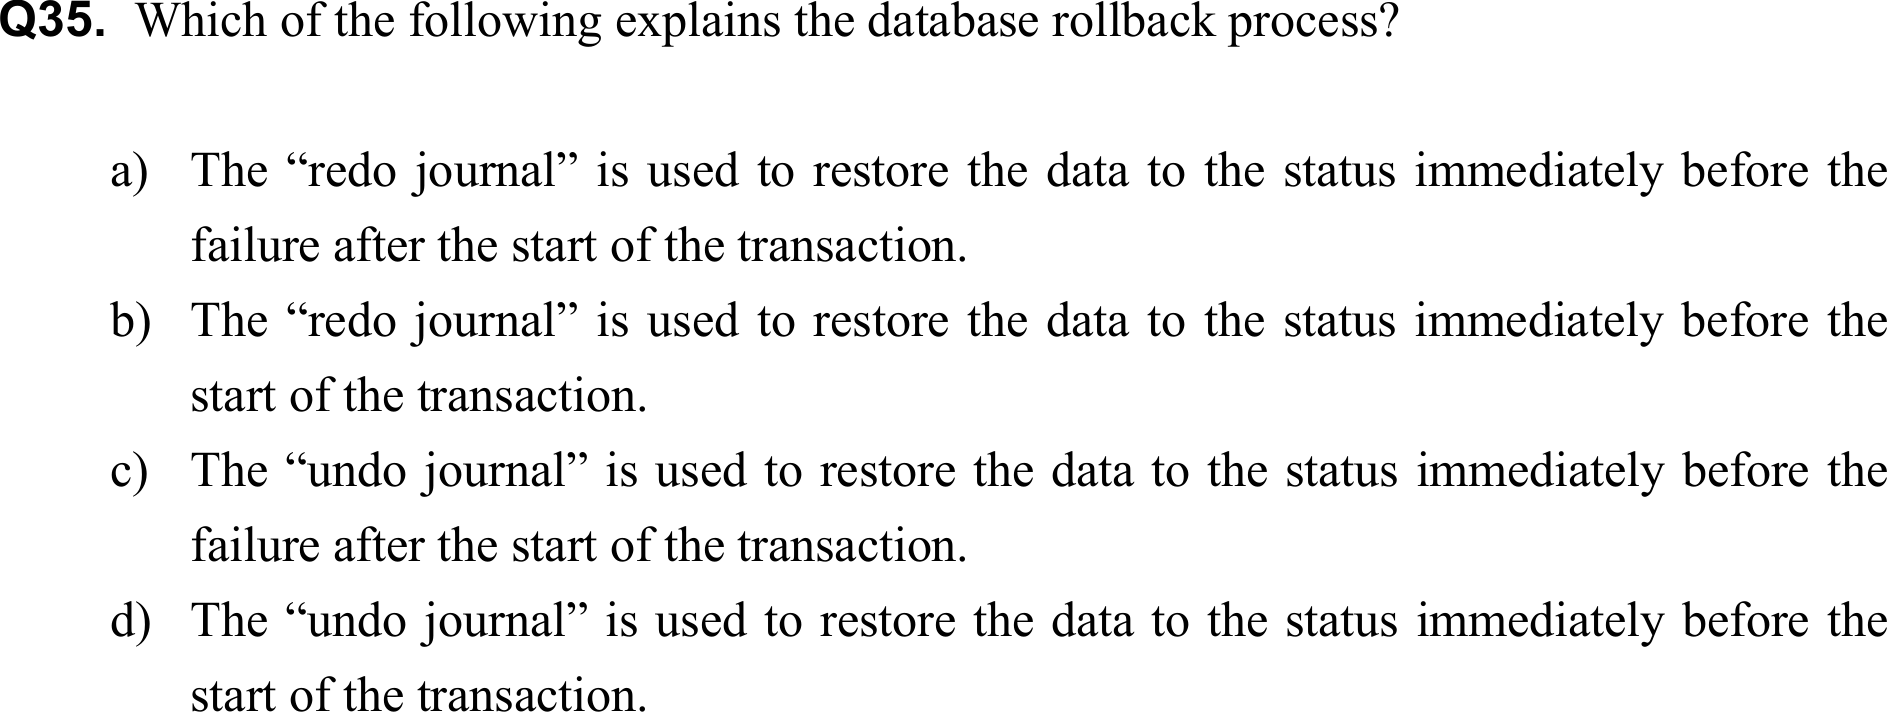 Q35. Which of the following explains the database rollback process?
a) The “redo journal” is used to restore the data to the status immediately before the
failure after the start of the transaction.
b) The “redo journal” is used to restore the data to the status immediately before the
start of the transaction.
c) The “undo journal” is used to restore the data to the status immediately before the
failure after the start of the transaction.
d) The “undo journal” is used to restore the data to the status immediately before the
start of the transaction.